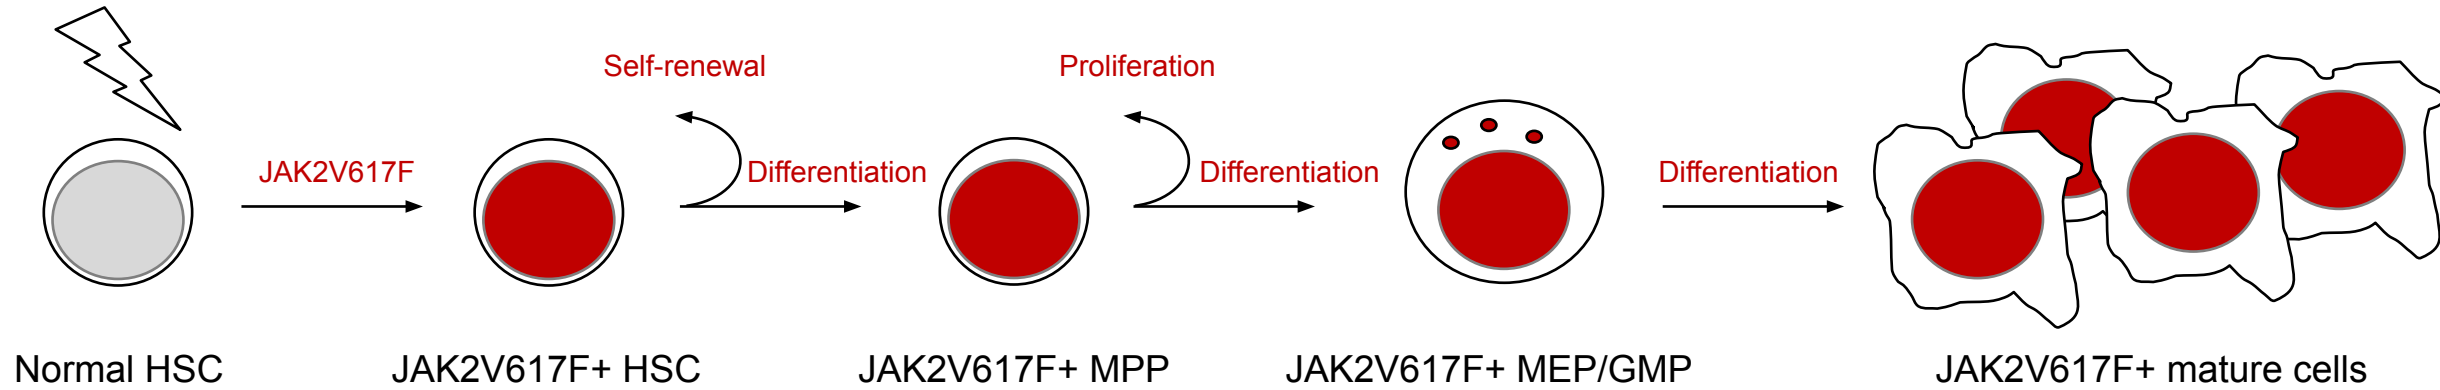 Self-renewal
Proliferation
JAK2V617F
Differentiation
Differentiation
Differentiation
Normal HSC
JAK2V617F+ HSC
JAK2V617F+ MPP
JAK2V617F+ MEP/GMP
JAK2V617F+ mature cells